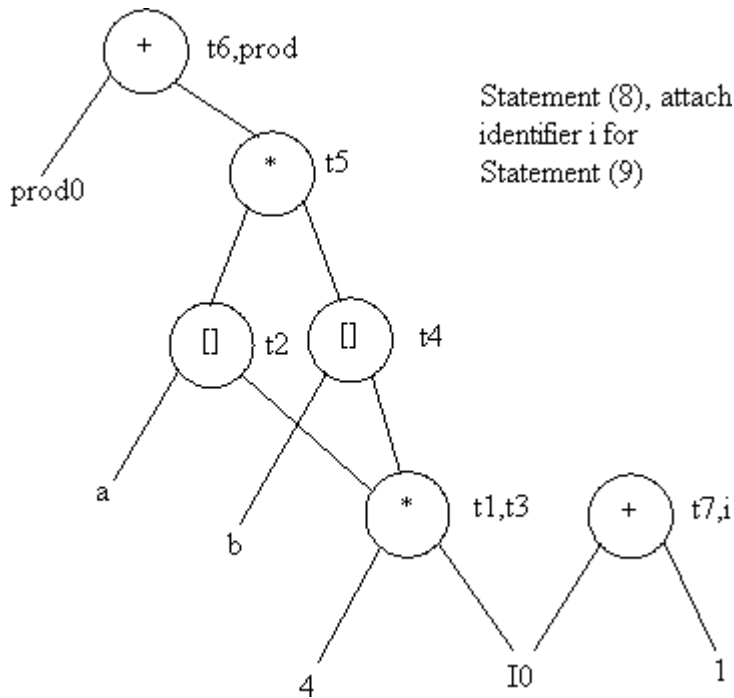 +
t6,prod
Statement (8), attach
identifier i for
Statement (9)
*
t5
prod0
[]
t2
[]
t4
a
b
*
t1,t3
+
t7,i
4
I0
1